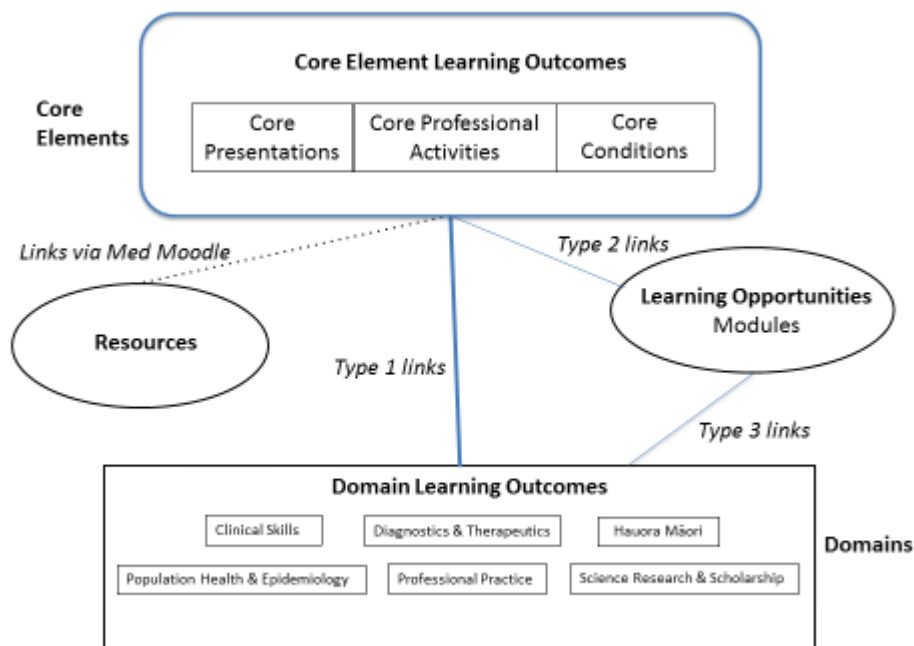 Core Element Learning Outcomes
Core
Elements
Core
Presentations
Core Professional
Activities
Core
Conditions
Links via Med Moodle
Type 2 links
Resources
Learning Opportunities
Modules
Type 1 links
Type 3 links
Domain Learning Outcomes
Clinical Skills
Diagnostics & Therapeutics
Hauora Māori
Domains
Population Health & Epidemiology
Professional Practice
Science Research & Scholarship